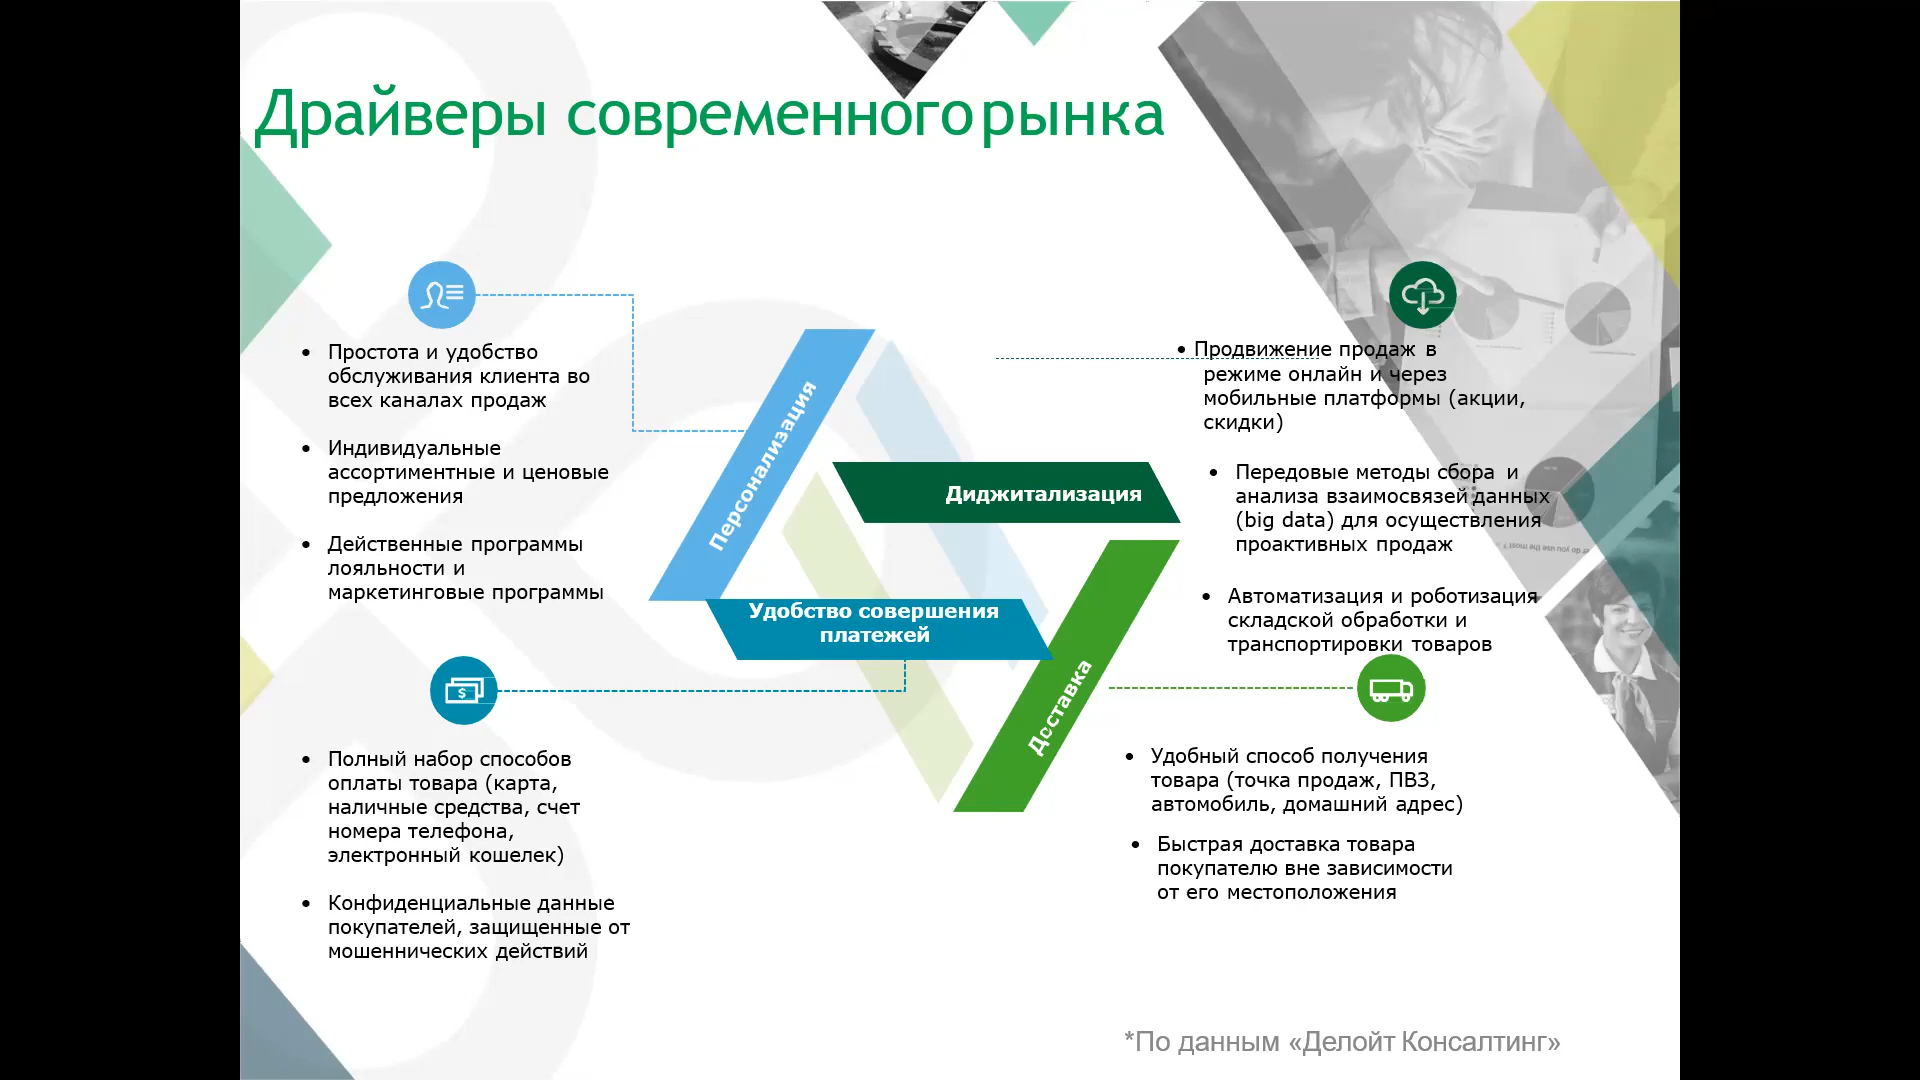 Драйверы современного рынка
• Простота и удобство
обслуживания клиента во
всех каналах продаж
• Индивидуальные
ассортиментные и ценовые
предложения
• Действенные программы
лояльности и
маркетинговые программы
Персонализация
Диджитализация
Удобство совершения
платежей
Доставка
• Продвижение продаж в
режиме онлайн и через
мобильные платформы (акции,
скидки)
• Передовые методы сбора и
анализа взаимосвязей данных
(big data) для осуществления
проактивных продаж
• Автоматизация и роботизация
складской обработки и
транспортировки товаров
$
• Полный набор способов
оплаты товара (карта,
наличные средства, счет
номера телефона,
электронный кошелек)
• Конфиденциальные данные
покупателей, защищенные от
мошеннических действий
• Удобный способ получения
товара (точка продаж, ПВЗ,
автомобиль, домашний адрес)
• Быстрая доставка товара
покупателю вне зависимости
от его местоположения
*По данным «Делойт Консалтинг»